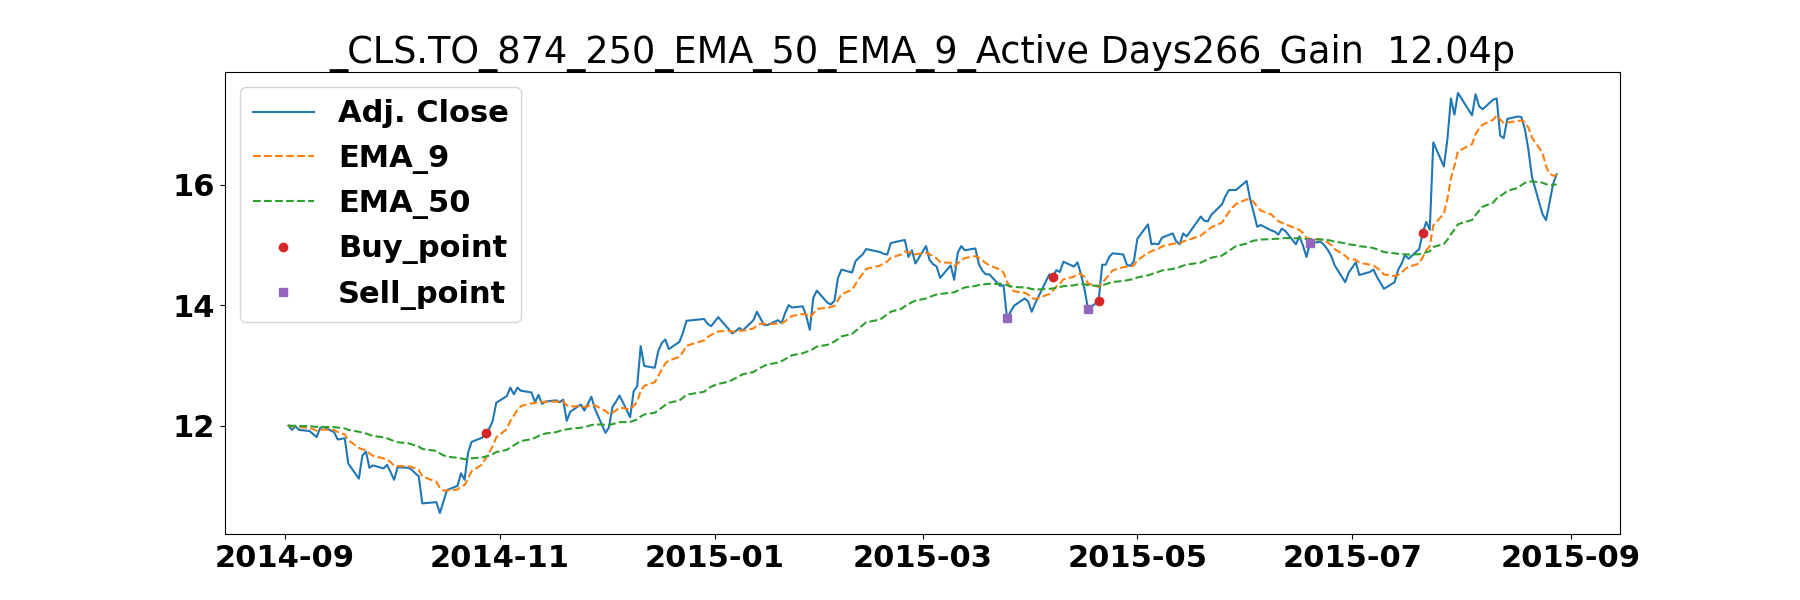 _CLS.TO_874_250_EMA_50_EMA_9_Active Days266_Gain  12.04p
Adj. Close
EMA_9
EMA_50
Buy_point
Sell_point
16
14
12
2014-09 2014-11 2015-01 2015-03 2015-05 2015-07 2015-09